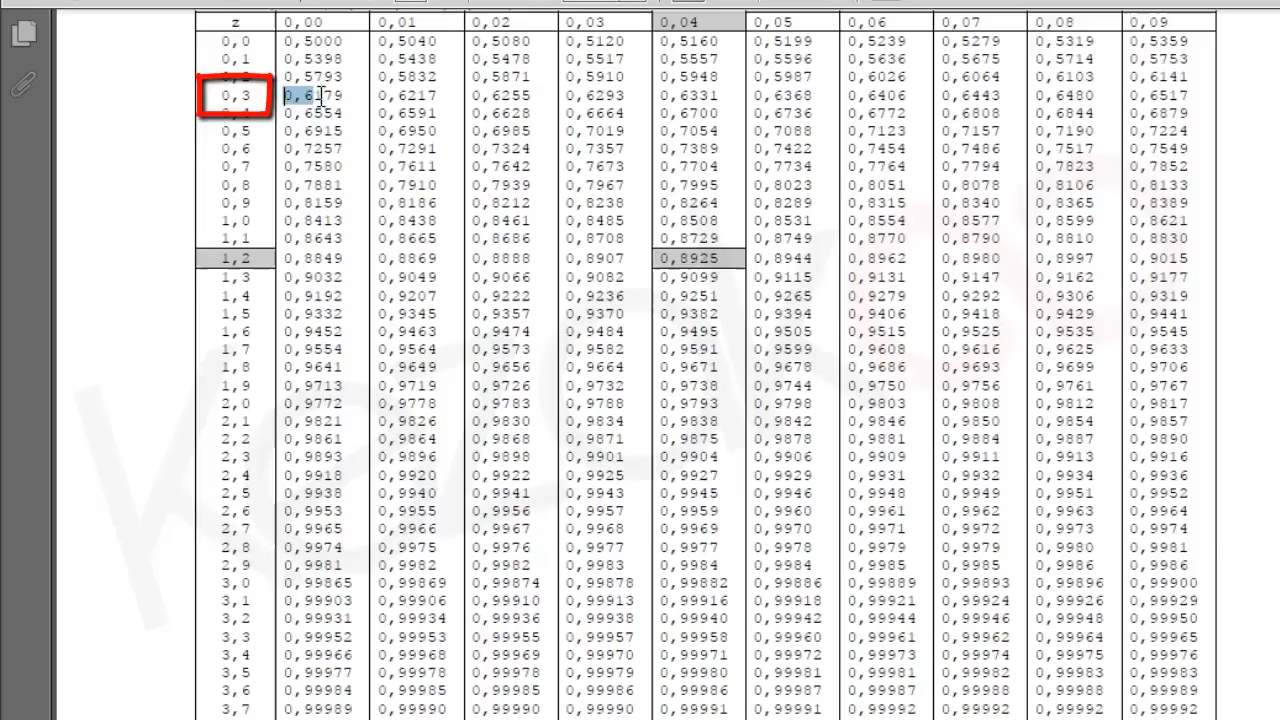 z 0,00 0,01 0,02 0,03 0,04 0,05 0,06 0,07 0,08 0,09
0,0 0,5000 0,5040 0,5080 0,5120 0,5160 0,5199 0,5239 0,5279 0,5319 0,5359
0,1 0,5398 0,5438 0,5478 0,5517 0,5557 0,5596 0,5636 0,5675 0,5714 0,5753
0,2 0,5793 0,5832 0,5871 0,5910 0,5948 0,5987 0,6026 0,6064 0,6103 0,6141
0,3 0,6179 0,6217 0,6255 0,6293 0,6331 0,6368 0,6406 0,6443 0,6480 0,6517
0,4 0,6554 0,6591 0,6628 0,6664 0,6700 0,6736 0,6772 0,6808 0,6844 0,6879
0,5 0,6915 0,6950 0,6985 0,7019 0,7054 0,7088 0,7123 0,7157 0,7190 0,7224
0,6 0,7257 0,7291 0,7324 0,7357 0,7389 0,7422 0,7454 0,7486 0,7517 0,7549
0,7 0,7580 0,7611 0,7642 0,7673 0,7704 0,7734 0,7764 0,7794 0,7823 0,7852
0,8 0,7881 0,7910 0,7939 0,7967 0,7995 0,8023 0,8051 0,8078 0,8106 0,8133
0,9 0,8159 0,8186 0,8212 0,8238 0,8264 0,8289 0,8315 0,8340 0,8365 0,8389
1,0 0,8413 0,8438 0,8461 0,8485 0,8508 0,8531 0,8554 0,8577 0,8599 0,8621
1,1 0,8643 0,8665 0,8686 0,8708 0,8729 0,8749 0,8770 0,8790 0,8810 0,8830
1,2 0,8849 0,8869 0,8888 0,8907 0,8925 0,8944 0,8962 0,8980 0,8997 0,9015
1,3 0,9032 0,9049 0,9066 0,9082 0,9099 0,9115 0,9131 0,9147 0,9162 0,9177
1,4 0,9192 0,9207 0,9222 0,9236 0,9251 0,9265 0,9279 0,9292 0,9306 0,9319
1,5 0,9332 0,9345 0,9357 0,9370 0,9382 0,9394 0,9406 0,9418 0,9429 0,9441
1,6 0,9452 0,9463 0,9474 0,9484 0,9495 0,9505 0,9515 0,9525 0,9535 0,9545
1,7 0,9554 0,9564 0,9573 0,9582 0,9591 0,9599 0,9608 0,9616 0,9625 0,9633
1,8 0,9641 0,9649 0,9656 0,9664 0,9671 0,9678 0,9686 0,9693 0,9699 0,9706
1,9 0,9713 0,9719 0,9726 0,9732 0,9738 0,9744 0,9750 0,9756 0,9761 0,9767
2,0 0,9772 0,9778 0,9783 0,9788 0,9793 0,9798 0,9803 0,9808 0,9812 0,9817
2,1 0,9821 0,9826 0,9830 0,9834 0,9838 0,9842 0,9846 0,9850 0,9854 0,9857
2,2 0,9861 0,9864 0,9868 0,9871 0,9875 0,9878 0,9881 0,9884 0,9887 0,9890
2,3 0,9893 0,9896 0,9898 0,9901 0,9904 0,9906 0,9909 0,9911 0,9913 0,9916
2,4 0,9918 0,9920 0,9922 0,9925 0,9927 0,9929 0,9931 0,9932 0,9934 0,9936
2,5 0,9938 0,9940 0,9941 0,9943 0,9945 0,9946 0,9948 0,9949 0,9951 0,9952
2,6 0,9953 0,9955 0,9956 0,9957 0,9959 0,9960 0,9961 0,9962 0,9963 0,9964
2,7 0,9965 0,9966 0,9967 0,9968 0,9969 0,9970 0,9971 0,9972 0,9973 0,9974
2,8 0,9974 0,9975 0,9976 0,9977 0,9977 0,9978 0,9979 0,9979 0,9980 0,9981
2,9 0,9981 0,9982 0,9982 0,9983 0,9984 0,9984 0,9985 0,9985 0,9986 0,9986
3,0 0,99865 0,99869 0,99874 0,99878 0,99882 0,99886 0,99889 0,99893 0,99896 0,99900
3,1 0,99903 0,99906 0,99910 0,99913 0,99916 0,99918 0,99921 0,99924 0,99926 0,99929
3,2 0,99931 0,99934 0,99936 0,99938 0,99940 0,99942 0,99944 0,99946 0,99948 0,99950
3,3 0,99952 0,99953 0,99955 0,99957 0,99958 0,99960 0,99961 0,99962 0,99964 0,99965
3,4 0,99966 0,99968 0,99969 0,99970 0,99971 0,99972 0,99973 0,99974 0,99975 0,99976
3,5 0,99977 0,99978 0,99978 0,99979 0,99980 0,99981 0,99981 0,99982 0,99983 0,99983
3,6 0,99984 0,99985 0,99985 0,99986 0,99986 0,99987 0,99987 0,99988 0,99988 0,99989
3,7 0,99989 0,99990 0,99990 0,99990 0,99991 0,99991 0,99992 0,99992 0,99992 0,99992